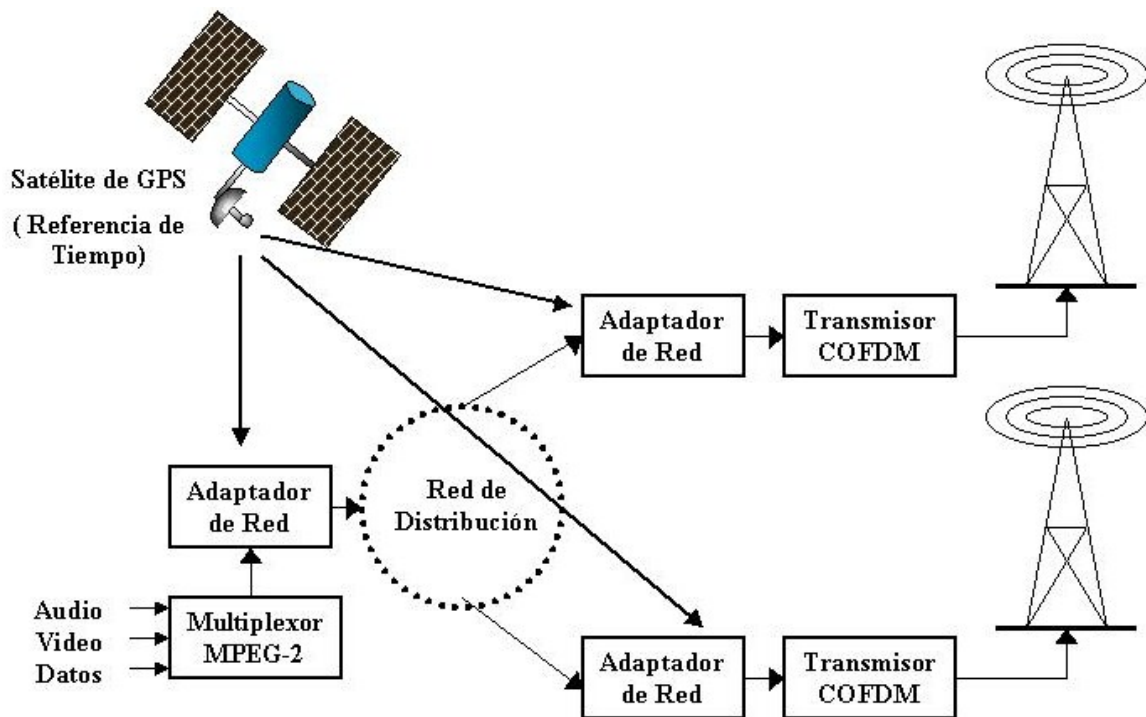 Satélite de GPS
( Referencia de
Tiempo)
Adaptador
de Red
Transmisor
COFDM
Adaptador
de Red
Red de
Distribución
Audio
Video
Datos
Multiplexor
MPEG-2
Adaptador
de Red
Transmisor
COFDM